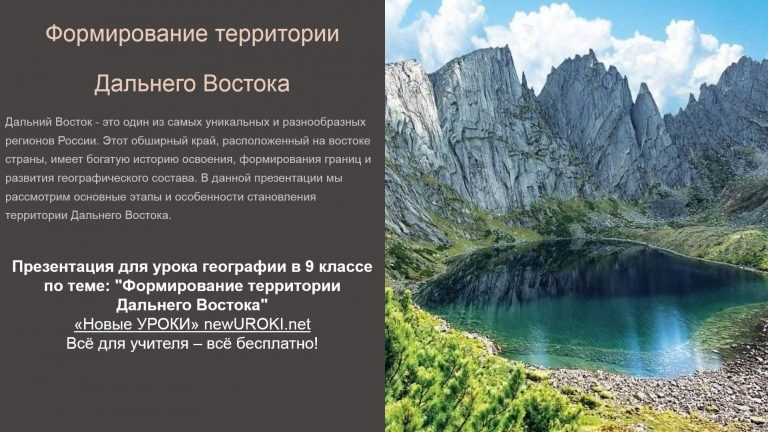 Формирование территории
Дальнего Востока
Дальний Восток - это один из самых уникальных и разнообразных
регионов России. Этот обширный край, расположенный на востоке
страны, имеет богатую историю освоения, формирования границ и
развития географического состава. В данной презентации мы
рассмотрим основные этапы и особенности становления
территории Дальнего Востока.
Презентация для урока географии в 9 классе
по теме: "Формирование территории
Дальнего Востока"
«Новые УРОКИ» newUROKI.net
Всё для учителя – всё бесплатно!